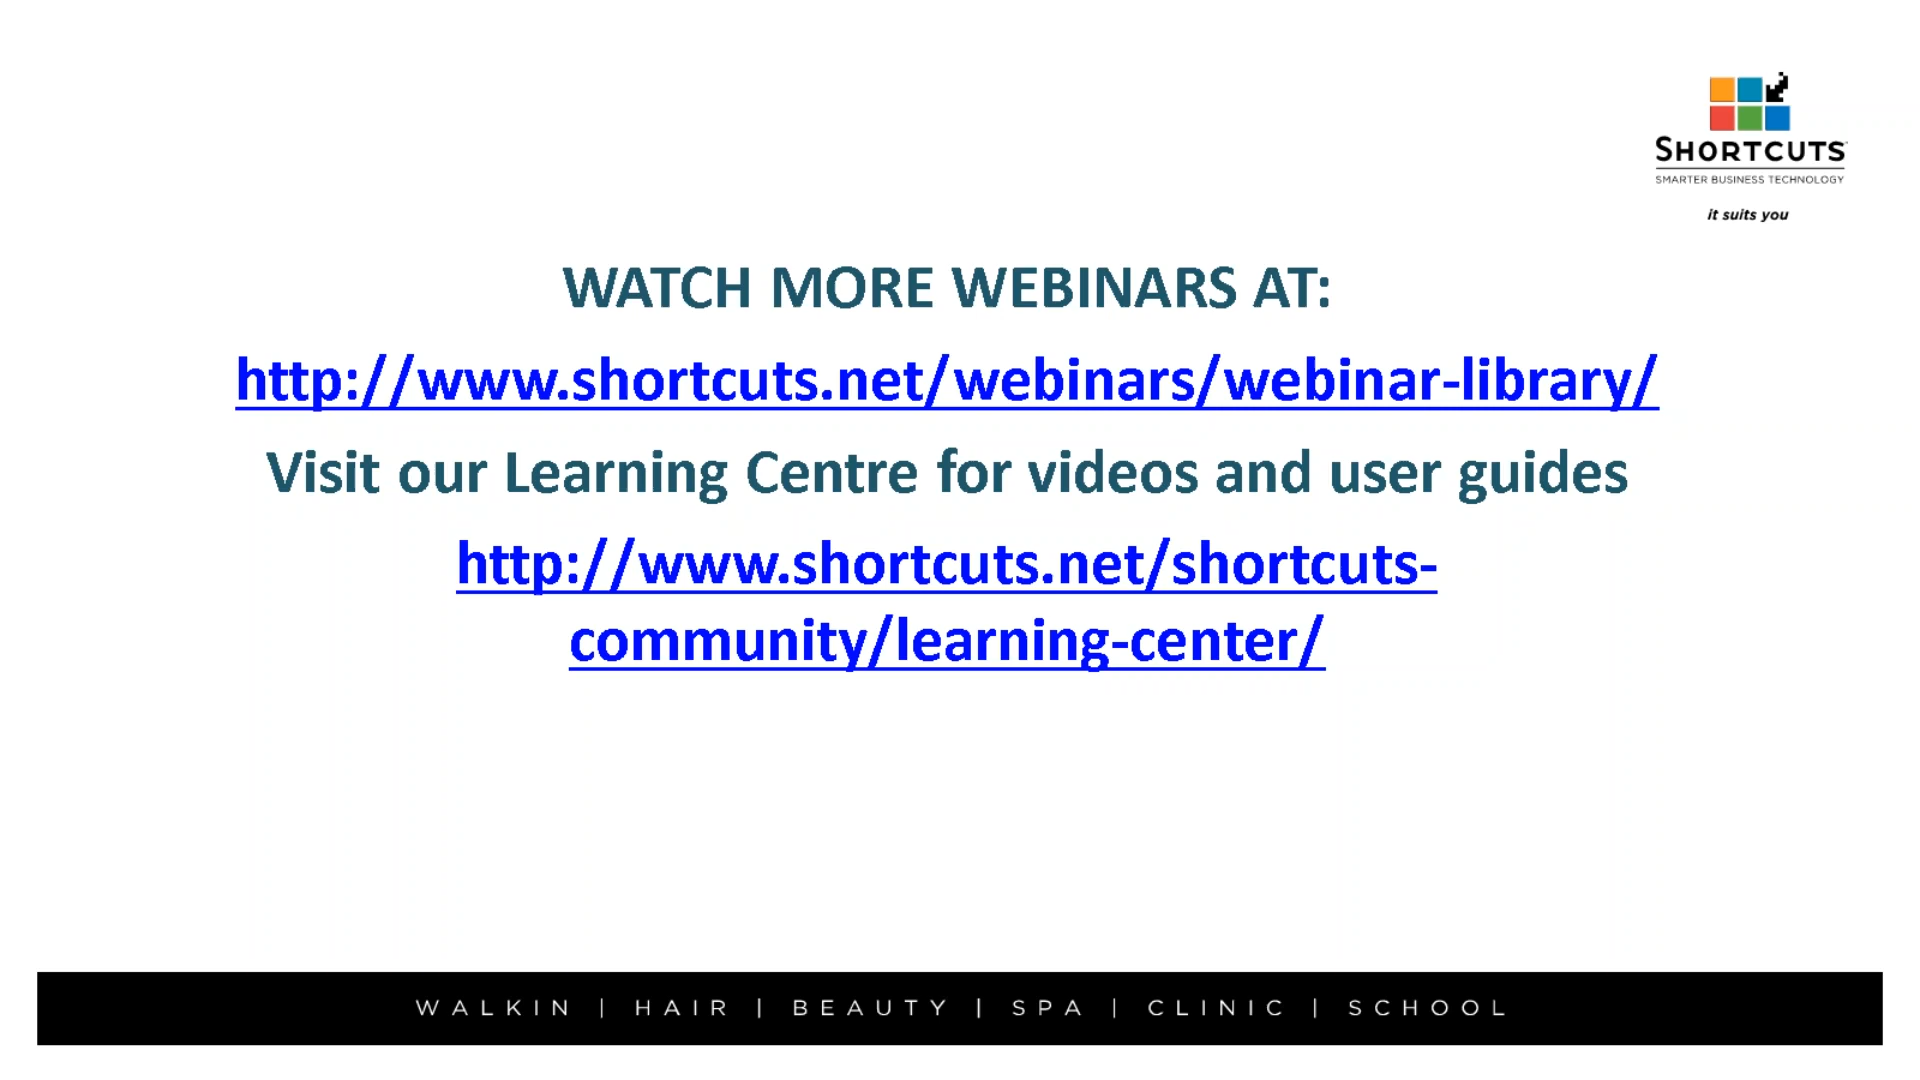 SHORTCUTS
SMARTER BUSINESS TECHNOLOGY
it suits you
WATCH MORE WEBINARS AT:
http://www.shortcuts.net/webinars/webinar-library/
Visit our Learning Centre for videos and user guides
http://www.shortcuts.net/shortcuts-
community/learning-center/
WALKIN | HAIR | BEAUTY | SPA | CLINIC | SCHOOL